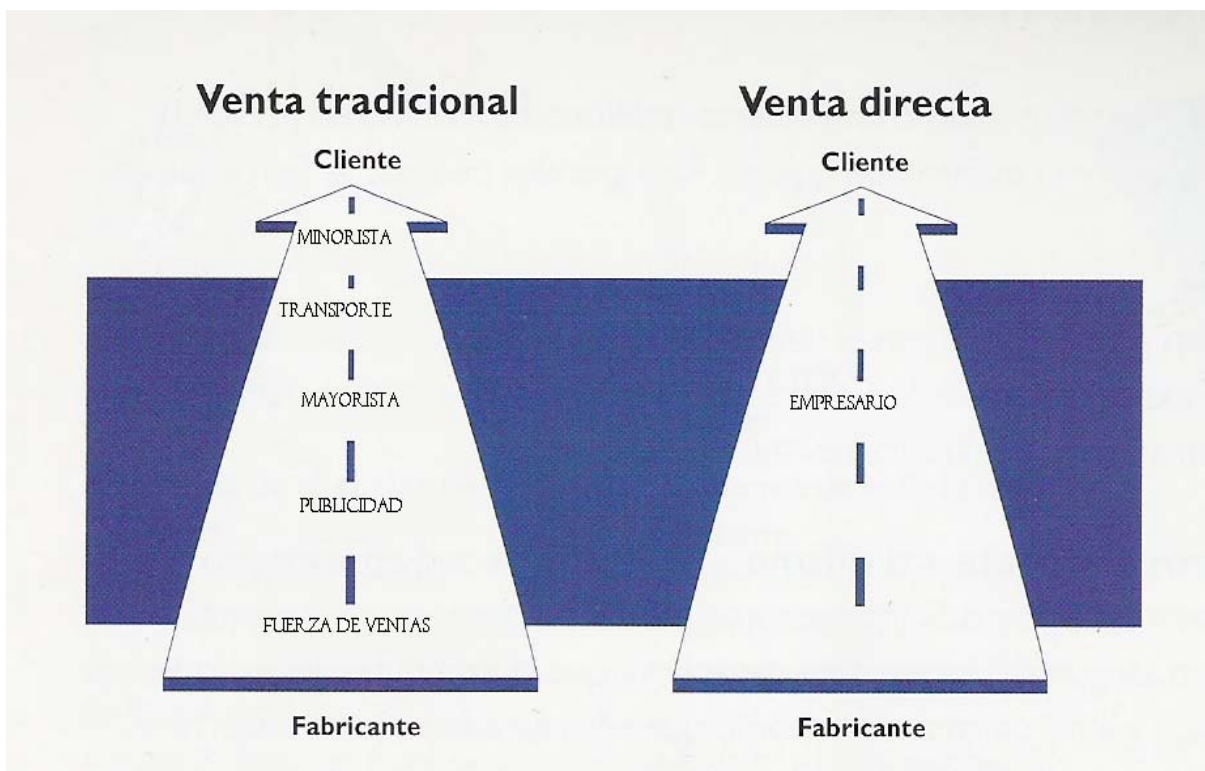 Venta tradicional
Cliente
MINORISTA
TRANSPORTE
MAYORISTA
PUBLICIDAD
FUERZA DE VENTAS
Fabricante
Venta directa
Cliente
EMPRESARIO
Fabricante